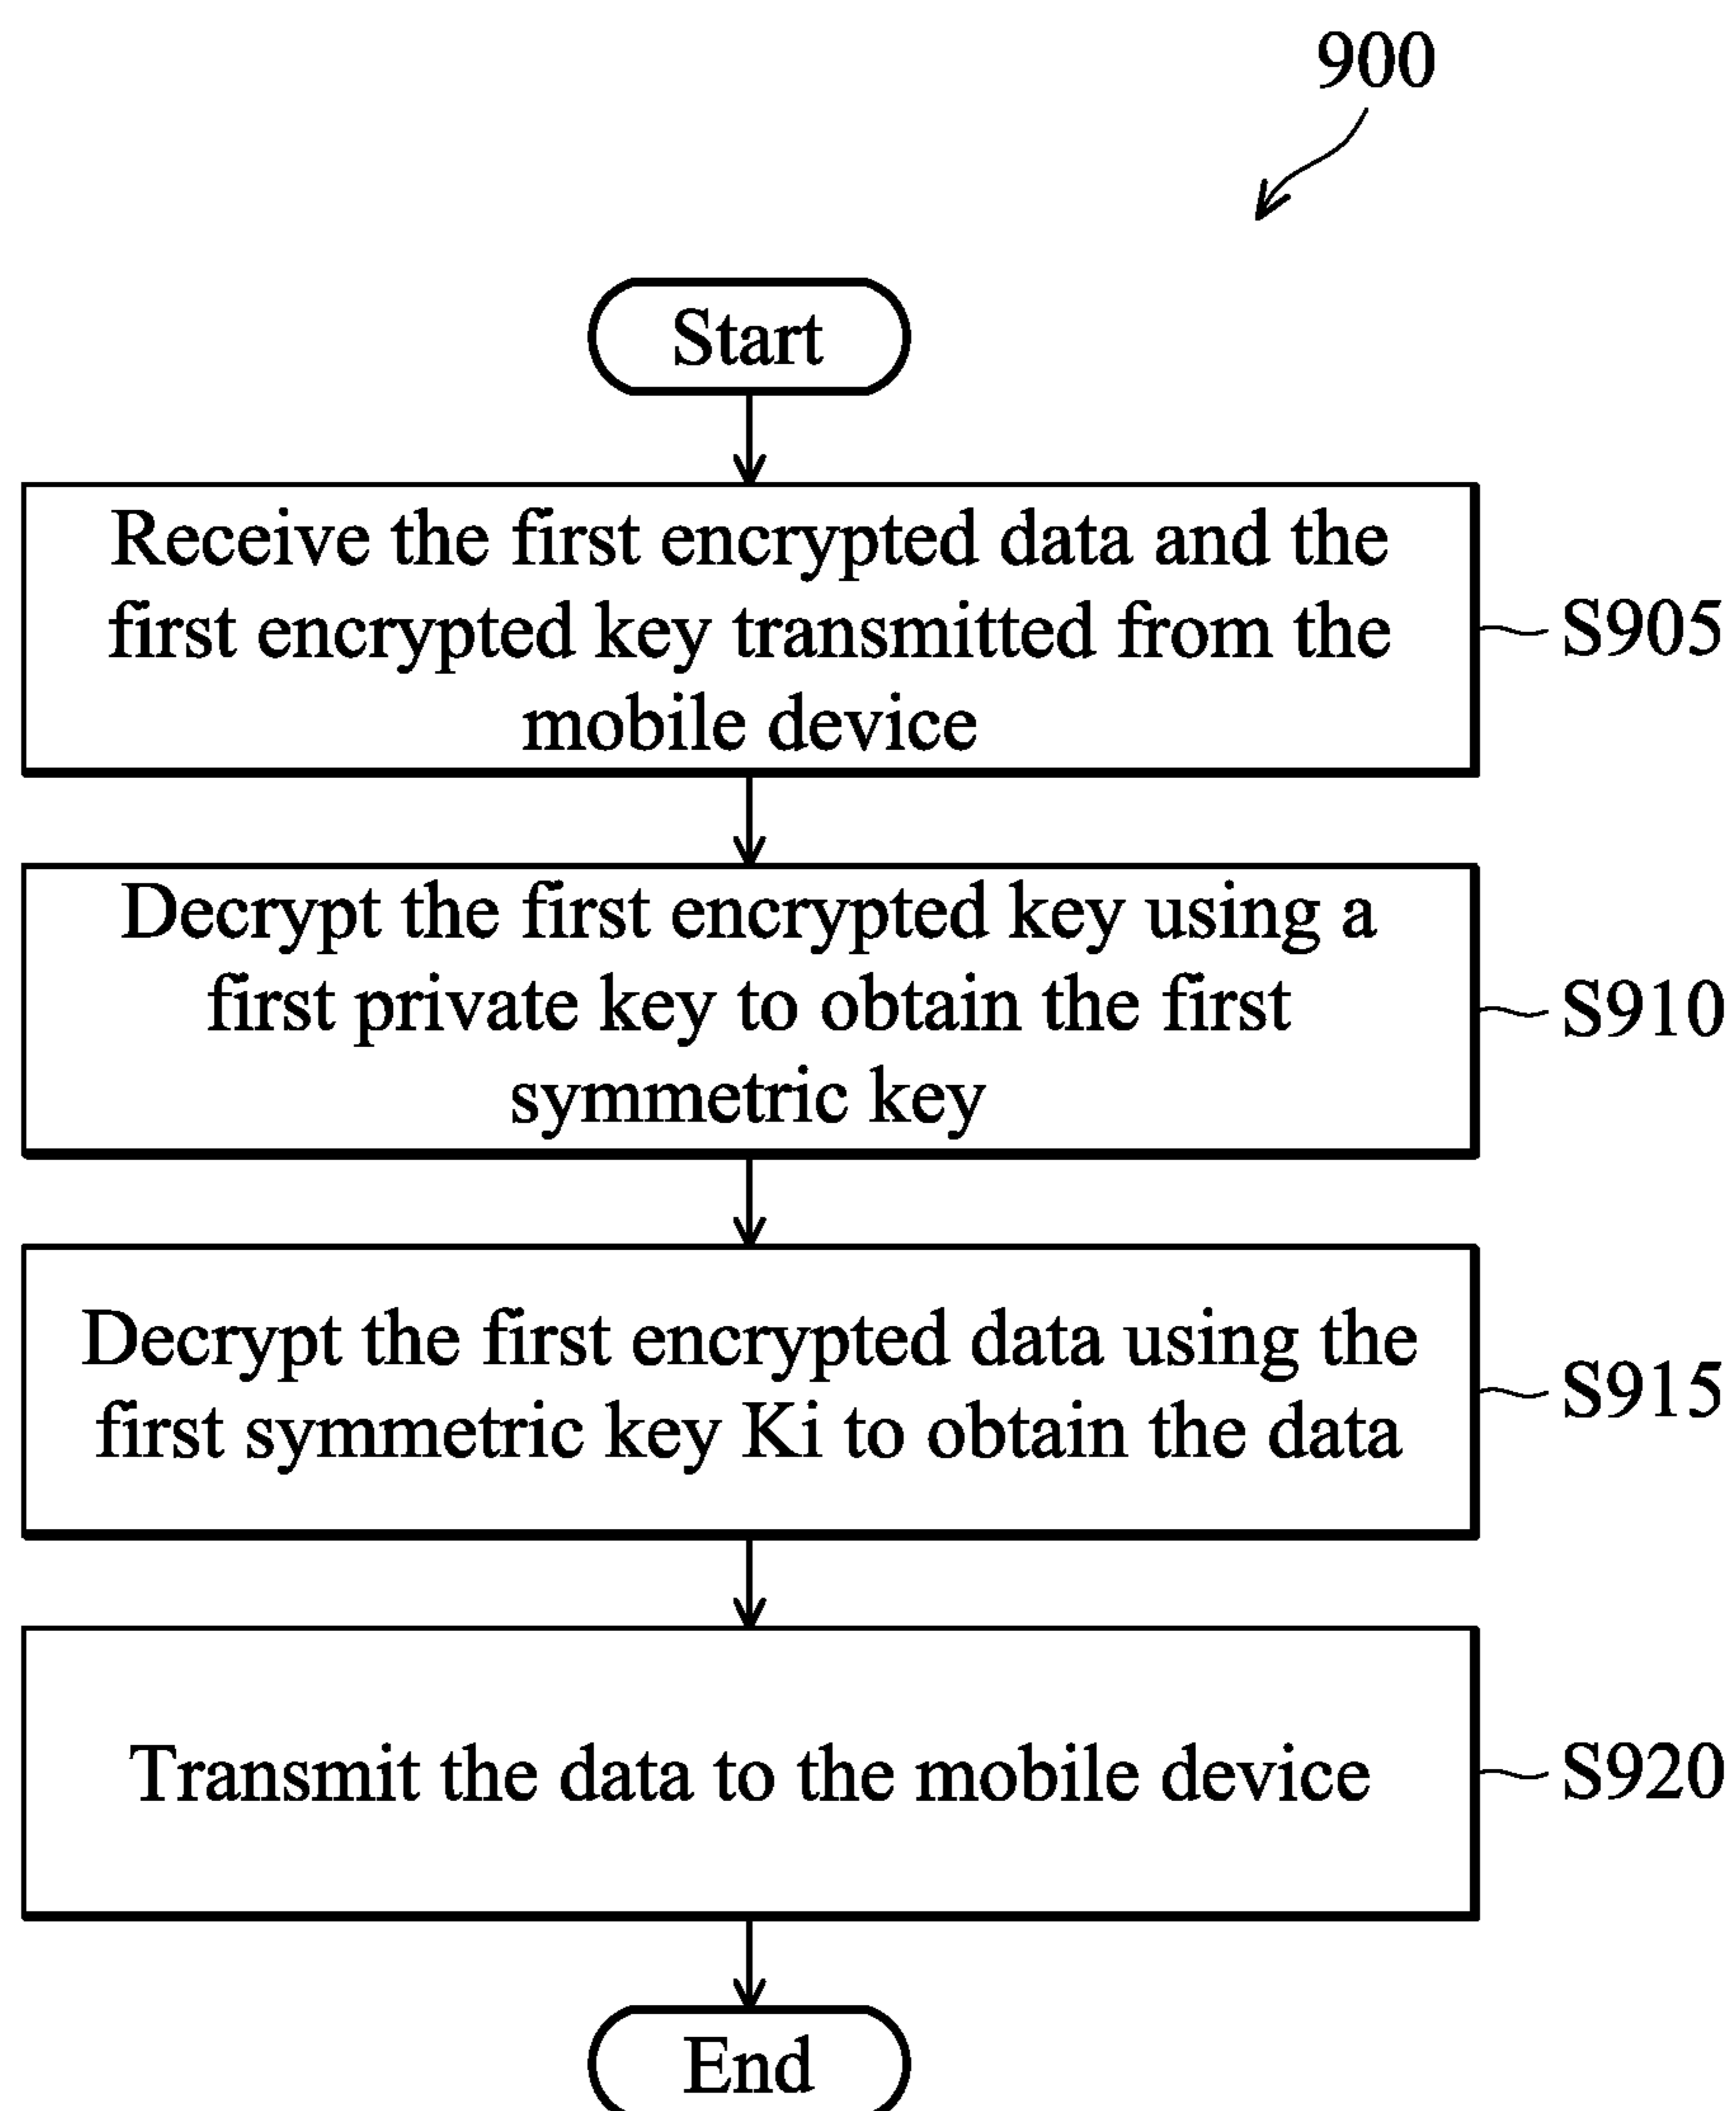 900
Start
Receive the first encrypted data and the
first encrypted key transmitted from the
mobile device
S905
Decrypt the first encrypted key using a
first private key to obtain the first
symmetric key
S910
Decrypt the first encrypted data using the
first symmetric key Ki to obtain the data
S915
Transmit the data to the mobile device
S920
End